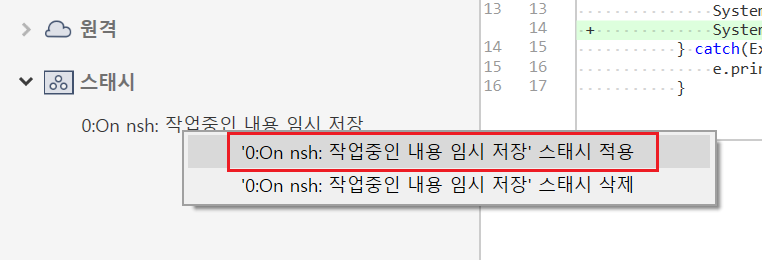 원격
스태시
0:On nsh: 작업중인 내용 임시 저장
'0:On nsh: 작업중인 내용 임시 저장' 스태시 적용
'0:On nsh: 작업중인 내용 임시 저장' 스태시 삭제
13 13 System
14 + System
14 15 } catch(Ex
15 16 e.prin
16 17 }